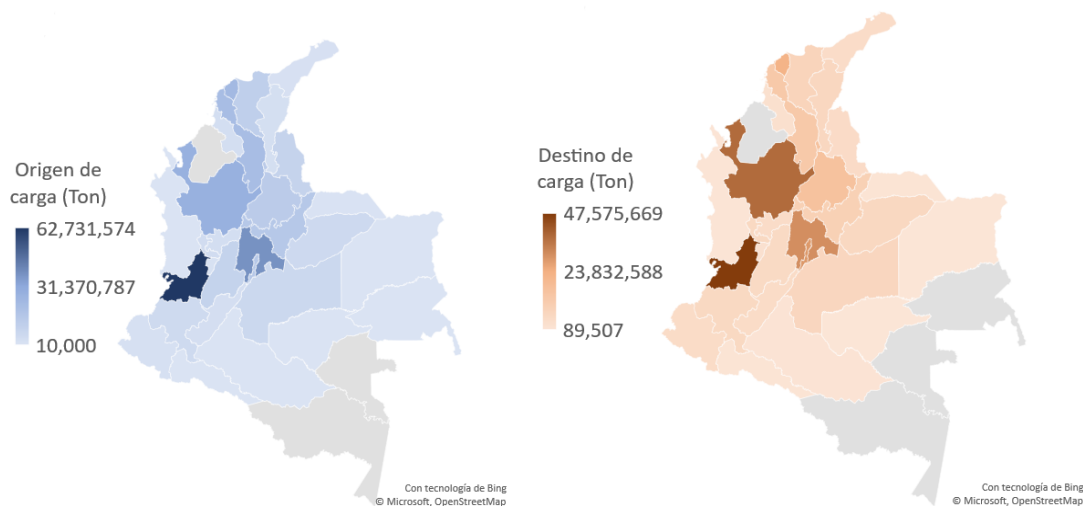 Origen de
carga (Ton)
62,731,574
31,370,787
10,000
Con tecnología de Bing
© Microsoft, OpenStreetMap
Destino de
carga (Ton)
47,575,669
23,832,588
89,507
Con tecnología de Bing
© Microsoft, OpenStreetMap